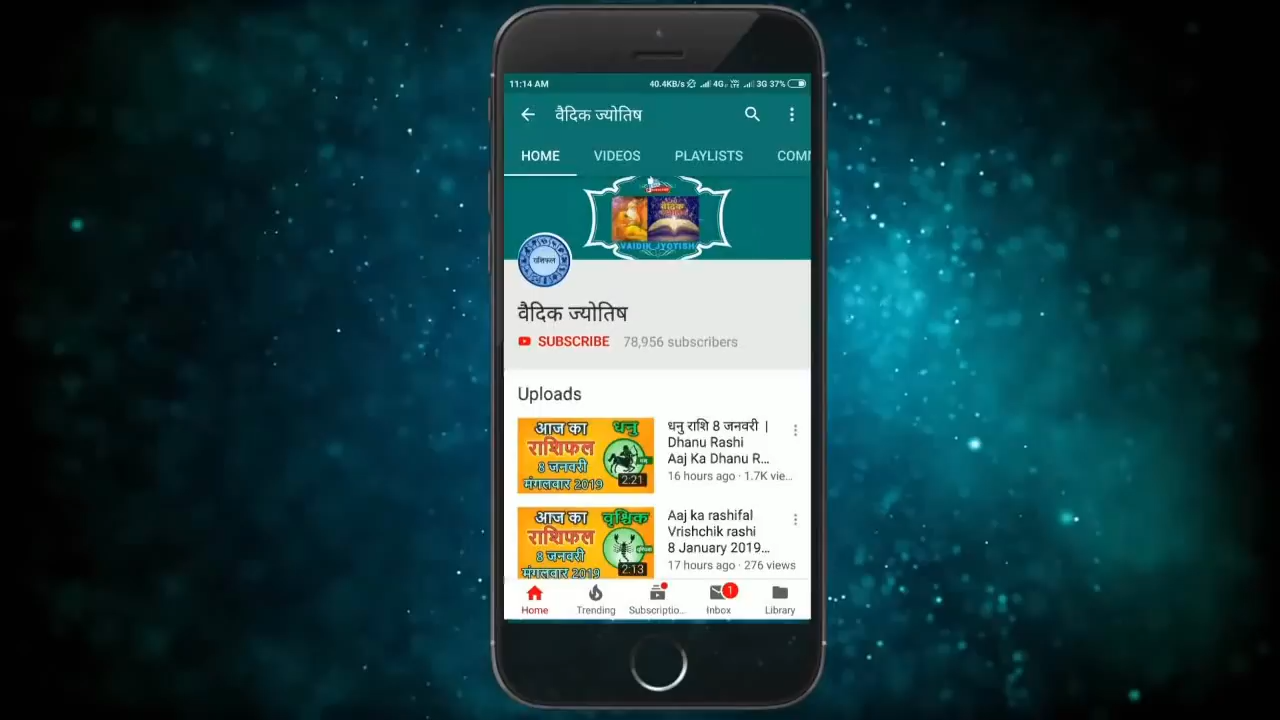 11:14 AM
40.4KB/s 4G 3G 37%
वैदिक ज्योतिष
HOME VIDEOS PLAYLISTS COMM
वैदिक
VAIDIK JYOTISH
राशिफल
वैदिक ज्योतिष
SUBSCRIBE 78,956 subscribers
Uploads
आज का धनु
राशिफल
8 जनवरी
मंगलवार 2019
2:21
धनु राशि 8 जनवरी |
Dhanu Rashi
Aaj Ka Dhanu R...
16 hours ago · 1.7K vie...
आज का वृश्चिक
राशिफल
8 जनवरी
मंगलवार 2019
2:13
Aaj ka rashifal
Vrishchik rashi
8 January 2019...
17 hours ago · 276 views
1
Home Trending Subscriptio... Inbox Library